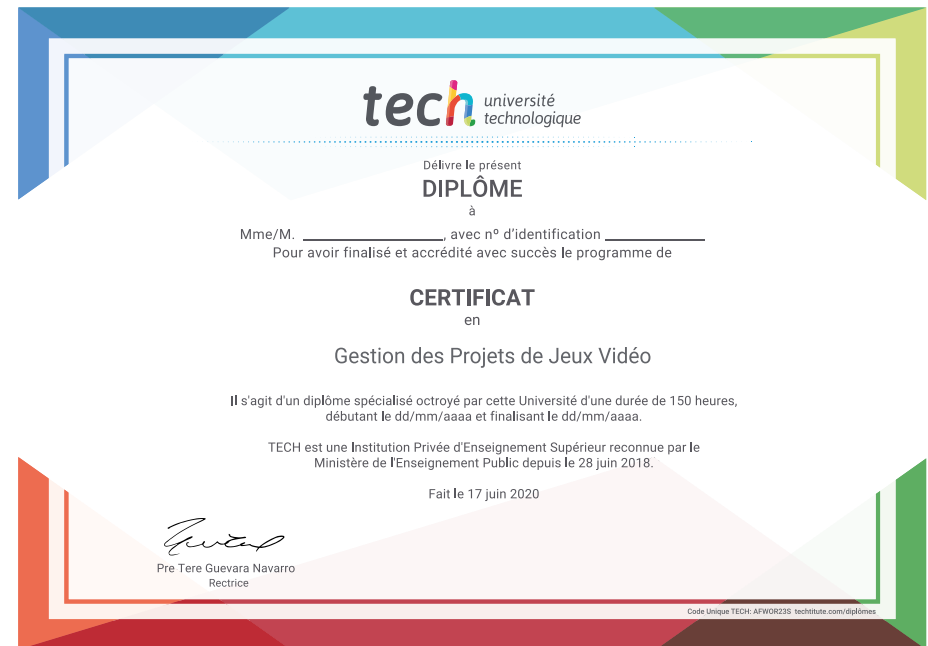 tech université
technologique
Délivre le présent
DIPLÔME
à
Mme/M. ____________________, avec nº d'identification ______________
Pour avoir finalisé et accrédité avec succès le programme de
CERTIFICAT
en
Gestion des Projets de Jeux Vidéo
Il s'agit d'un diplôme spécialisé octroyé par cette Université d'une durée de 150 heures,
débutant le dd/mm/aaaa et finalisant le dd/mm/aaaa.
TECH est une Institution Privée d'Enseignement Supérieur reconnue par le
Ministère de l'Enseignement Public depuis le 28 juin 2018.
Fait le 17 juin 2020
Pre Tere Guevara Navarro
Rectrice
Code Unique TECH: AFWOR23S techtitute.com/diplômes